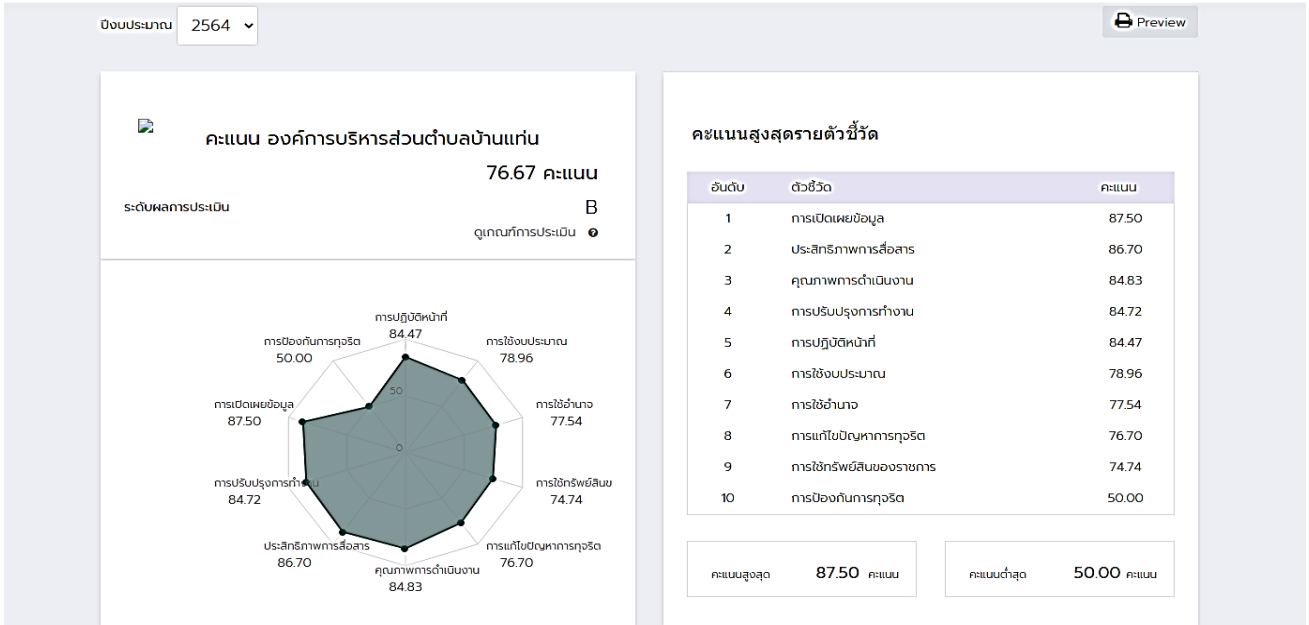 ปีงบประมาณ 2564
Preview
คะแนน องค์การบริหารส่วนตำบลบ้านแท่น
76.67 คะแนน
ระดับผลการประเมิน B
ดูเกณฑ์การประเมิน ?
การปฏิบัติหน้าที่
84.47
การใช้งบประมาณ
78.96
การใช้อำนาจ
77.54
การใช้ทรัพย์สินข
74.74
การแก้ไขปัญหาการทุจริต
76.70
คุณภาพการดำเนินงาน
84.83
ประสิทธิภาพการสื่อสาร
86.70
การปรับปรุงการทำงาน
84.72
การเปิดเผยข้อมูล
87.50
การป้องกันการทุจริต
50.00
50
0
คะแนนสูงสุดรายตัวชี้วัด
อันดับ ตัวชี้วัด คะแนน
1 การเปิดเผยข้อมูล 87.50
2 ประสิทธิภาพการสื่อสาร 86.70
3 คุณภาพการดำเนินงาน 84.83
4 การปรับปรุงการทำงาน 84.72
5 การปฏิบัติหน้าที่ 84.47
6 การใช้งบประมาณ 78.96
7 การใช้อำนาจ 77.54
8 การแก้ไขปัญหาการทุจริต 76.70
9 การใช้ทรัพย์สินของราชการ 74.74
10 การป้องกันการทุจริต 50.00
คะแนนสูงสุด 87.50 คะแนน
คะแนนต่ำสุด 50.00 คะแนน